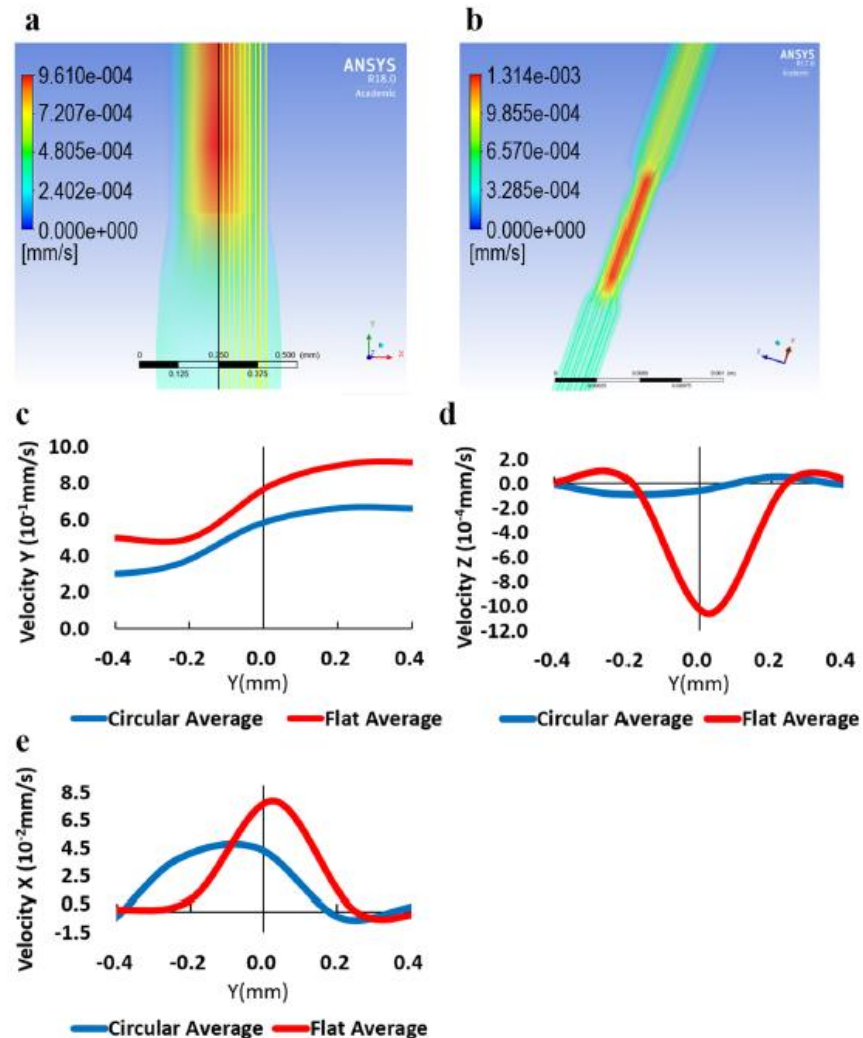 a
9.610e-004
7.207e-004
4.805e-004
2.402e-004
0.000e+000
[mm/s]
ANSYS
R18.0
Academic
0 0.250 0.500 (mm)
0.125 0.375
Y
Z X
b
1.314e-003
9.855e-004
6.570e-004
3.285e-004
0.000e+000
[mm/s]
ANSYS
c
Velocity Y (10⁻¹mm/s)
10.0
8.0
6.0
4.0
2.0
0.0
-0.4 -0.2 0.0 0.2 0.4
Y(mm)
Circular Average Flat Average
d
Velocity Z (10⁻⁴mm/s)
2.0
0.0
-2.0
-4.0
-6.0
-8.0
-10.0
-12.0
-0.4 -0.2 0.0 0.2 0.4
Y(mm)
Circular Average Flat Average
e
Velocity X (10⁻²mm/s)
8.5
6.5
4.5
2.5
0.5
-1.5
-0.4 -0.2 0.0 0.2 0.4
Y(mm)
Circular Average Flat Average